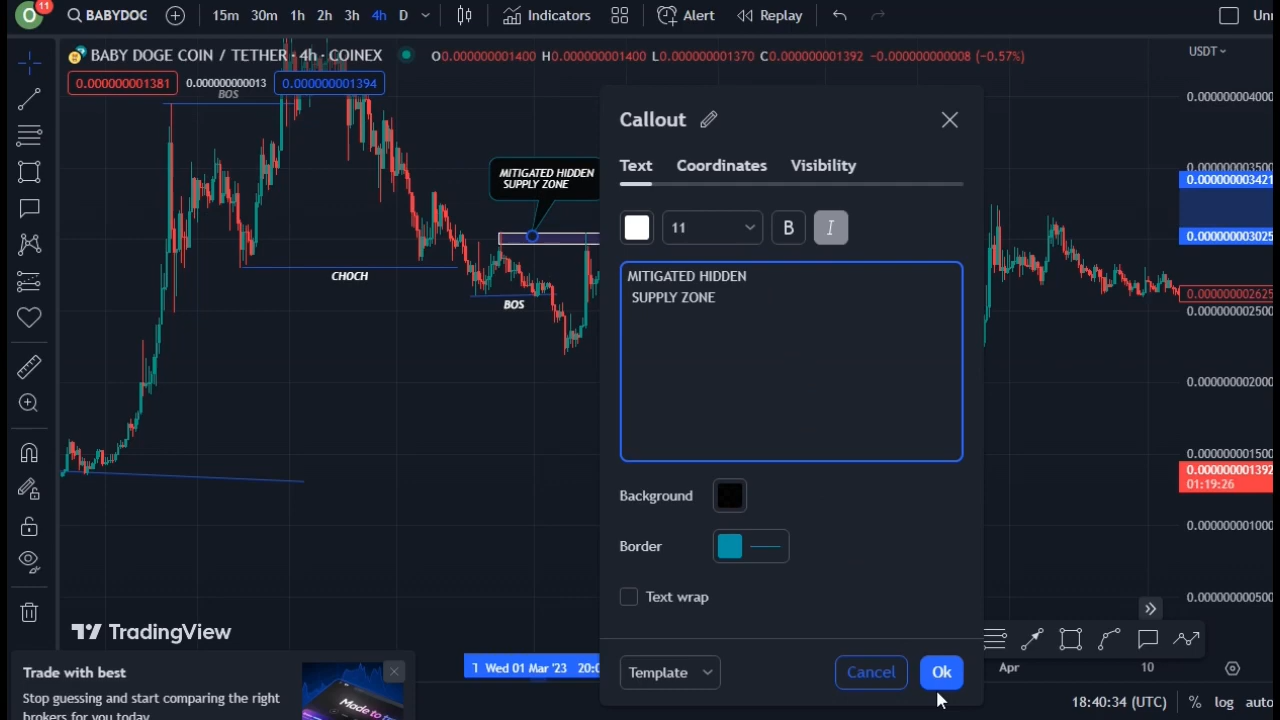 11
BABYDOG
15m 30m 1h 2h 3h 4h D
Indicators
Alert
Replay
BABY DOGE COIN / TETHER · 4h · COINEX
O0.000000001400 H0.000000001400 L0.000000001370 C0.000000001392 −0.000000000008 (−0.57%)
USDT
0.000000001381
0.000000000013
0.000000001394
BOS
MITIGATED HIDDEN
SUPPLY ZONE
CHOCH
BOS
Callout
Text Coordinates Visibility
11
B
I
MITIGATED HIDDEN
SUPPLY ZONE
Background
Border
Text wrap
Template
Cancel
Ok
0.000000004000
0.000000003421
0.000000003025
0.000000002625
0.000000002500
0.000000002000
0.000000001500
0.000000001392
01:19:26
0.000000001000
0.000000000500
TradingView
1 Wed 01 Mar '23 20:0
Apr
10
Trade with best
Stop guessing and start comparing the right
brokers for you today
Made to
18:40:34 (UTC)
%
log
auto